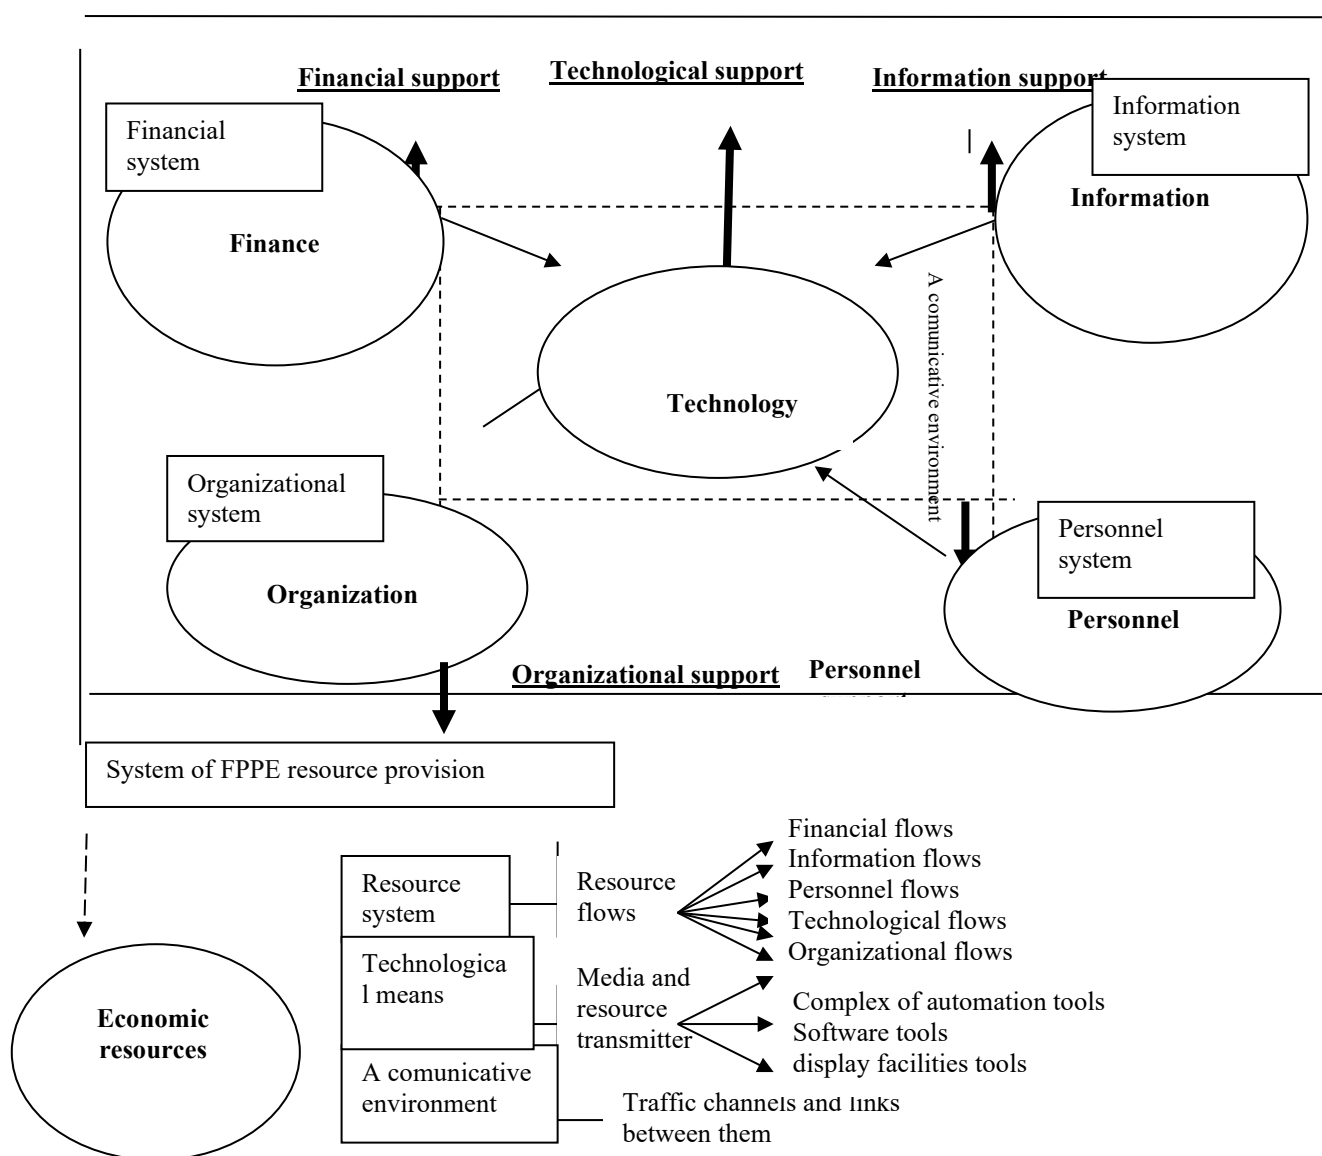 Financial support
Technological support
Information support
Financial
system
Information
system
Finance
Information
A comunicative environment
Technology
Organizational
system
Personnel
system
Organization
Personnel
Organizational support
Personnel
System of FPPE resource provision
Financial flows
Information flows
Personnel flows
Technological flows
Organizational flows
Resource
system
Resource
flows
Technologica
l means
Media and
resource
transmitter
Complex of automation tools
Software tools
display facilities tools
Economic
resources
A comunicative
environment
Traffic channels and links
between them